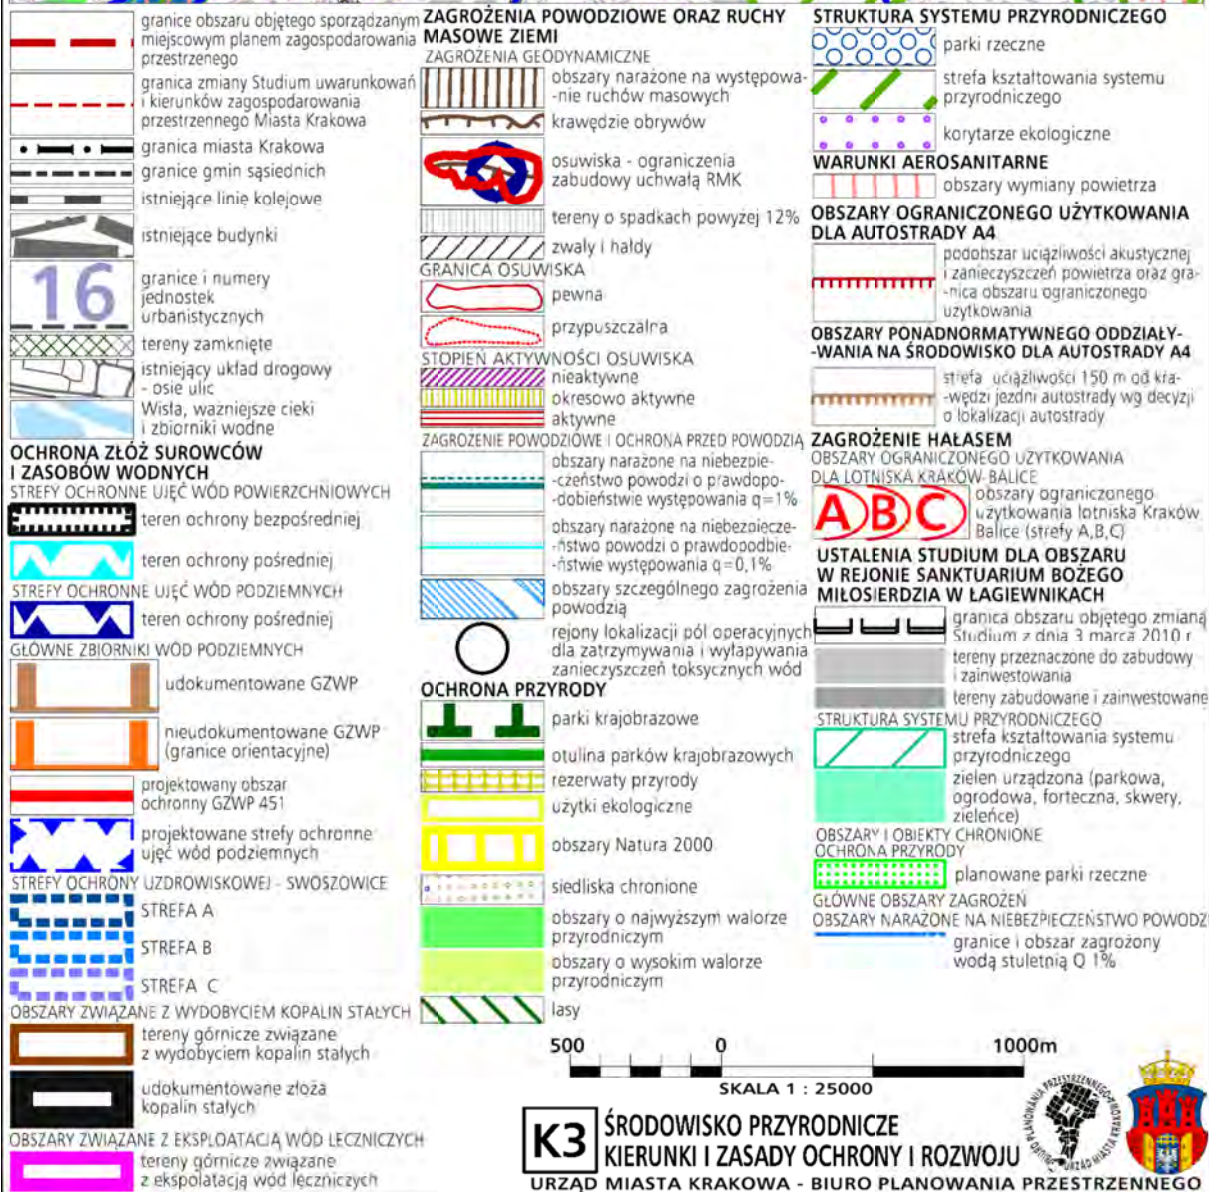 granice obszaru objętego sporządzanym
miejscowym planem zagospodarowania
przestrzenego
granica zmiany Studium uwarunkowań
i kierunków zagospodarowania
przestrzennego Miasta Krakowa
granica miasta Krakowa
granice gmin sąsiednich
istniejące linie kolejowe
istniejące budynki
16
granice i numery
jednostek
urbanistycznych
tereny zamknięte
istniejący układ drogowy
- osie ulic
Wisła, ważniejsze cieki
i zbiorniki wodne
OCHRONA ZŁÓŻ SUROWCÓW
I ZASOBÓW WODNYCH
STREFY OCHRONNE UJĘĆ WÓD POWIERZCHNIOWYCH
teren ochrony bezpośredniej
teren ochrony pośredniej
STREFY OCHRONNE UJĘĆ WÓD PODZIEMNYCH
teren ochrony pośredniej
GŁÓWNE ZBIORNIKI WÓD PODZIEMNYCH
udokumentowane GZWP
nieudokumentowane GZWP
(granice orientacyjne)
projektowany obszar
ochronny GZWP 451
projektowane strefy ochronne
ujęć wód podziemnych
STREFY OCHRONY UZDROWISKOWEJ - SWOSZOWICE
STREFA A
STREFA B
STREFA C
OBSZARY ZWIĄZANE Z WYDOBYCIEM KOPALIN STAŁYCH
tereny górnicze związane
z wydobyciem kopalin stałych
udokumentowane złoża
kopalin stałych
OBSZARY ZWIĄZANE Z EKSPLOATACJĄ WÓD LECZNICZYCH
tereny górnicze związane
z ekspolatacją wód leczniczych
ZAGROŻENIA POWODZIOWE ORAZ RUCHY
MASOWE ZIEMI
ZAGROŻENIA GEODYNAMICZNE
obszary narażone na występowa-
-nie ruchów masowych
krawędzie obrywów
osuwiska - ograniczenia
zabudowy uchwałą RMK
tereny o spadkach powyżej 12%
zwały i hałdy
GRANICA OSUWISKA
pewna
przypuszczalna
STOPIEŃ AKTYWNOŚCI OSUWISKA
nieaktywne
okresowo aktywne
aktywne
ZAGROŻENIE POWODZIOWE I OCHRONA PRZED POWODZIĄ
obszary narażone na niebezpie-
-czeństwo powodzi o prawdopo-
-dobieństwie występowania q=1%
obszary narażone na niebezpiecze-
-ństwo powodzi o prawdopodbie-
-ństwie występowania q=0,1%
obszary szczególnego zagrożenia
powodzią
rejony lokalizacji pól operacyjnych
dla zatrzymywania i wyłapywania
zanieczyszczeń toksycznych wód
OCHRONA PRZYRODY
parki krajobrazowe
otulina parków krajobrazowych
rezerwaty przyrody
użytki ekologiczne
obszary Natura 2000
siedliska chronione
obszary o najwyższym walorze
przyrodniczym
obszary o wysokim walorze
przyrodniczym
lasy
STRUKTURA SYSTEMU PRZYRODNICZEGO
parki rzeczne
strefa kształtowania systemu
przyrodniczego
korytarze ekologiczne
WARUNKI AEROSANITARNE
obszary wymiany powietrza
OBSZARY OGRANICZONEGO UŻYTKOWANIA
DLA AUTOSTRADY A4
podobszar uciążliwości akustycznej
i zanieczyszczeń powietrza oraz gra-
-nica obszaru ograniczonego
użytkowania
OBSZARY PONADNORMATYWNEGO ODDZIAŁY-
-WANIA NA ŚRODOWISKO DLA AUTOSTRADY A4
strefa uciążliwości 150 m od kra-
-wędzi jezdni autostrady wg decyzji
o lokalizacji autostrady
ZAGROŻENIE HAŁASEM
OBSZARY OGRANICZONEGO UŻYTKOWANIA
DLA LOTNISKA KRAKÓW-BALICE
A B C
obszary ograniczonego
użytkowania lotniska Kraków
Balice (strefy A,B,C)
USTALENIA STUDIUM DLA OBSZARU
W REJONIE SANKTUARIUM BOŻEGO
MIŁOSIERDZIA W ŁAGIEWNIKACH
granica obszaru objętego zmianą
Studium z dnia 3 marca 2010 r
tereny przeznaczone do zabudowy
i zainwestowania
tereny zabudowane i zainwestowane
STRUKTURA SYSTEMU PRZYRODNICZEGO
strefa kształtowania systemu
przyrodniczego
zieleń urządzona (parkowa,
ogrodowa, forteczna, skwery,
zieleńce)
OBSZARY I OBIEKTY CHRONIONE
OCHRONA PRZYRODY
planowane parki rzeczne
GŁÓWNE OBSZARY ZAGROŻEŃ
OBSZARY NARAŻONE NA NIEBEZPIECZEŃSTWO POWODZ
granice i obszar zagrożony
wodą stuletnią Q 1%
500 0 1000m
SKALA 1 : 25000
K3
ŚRODOWISKO PRZYRODNICZE
KIERUNKI I ZASADY OCHRONY I ROZWOJU
URZĄD MIASTA KRAKOWA - BIURO PLANOWANIA PRZESTRZENNEGO